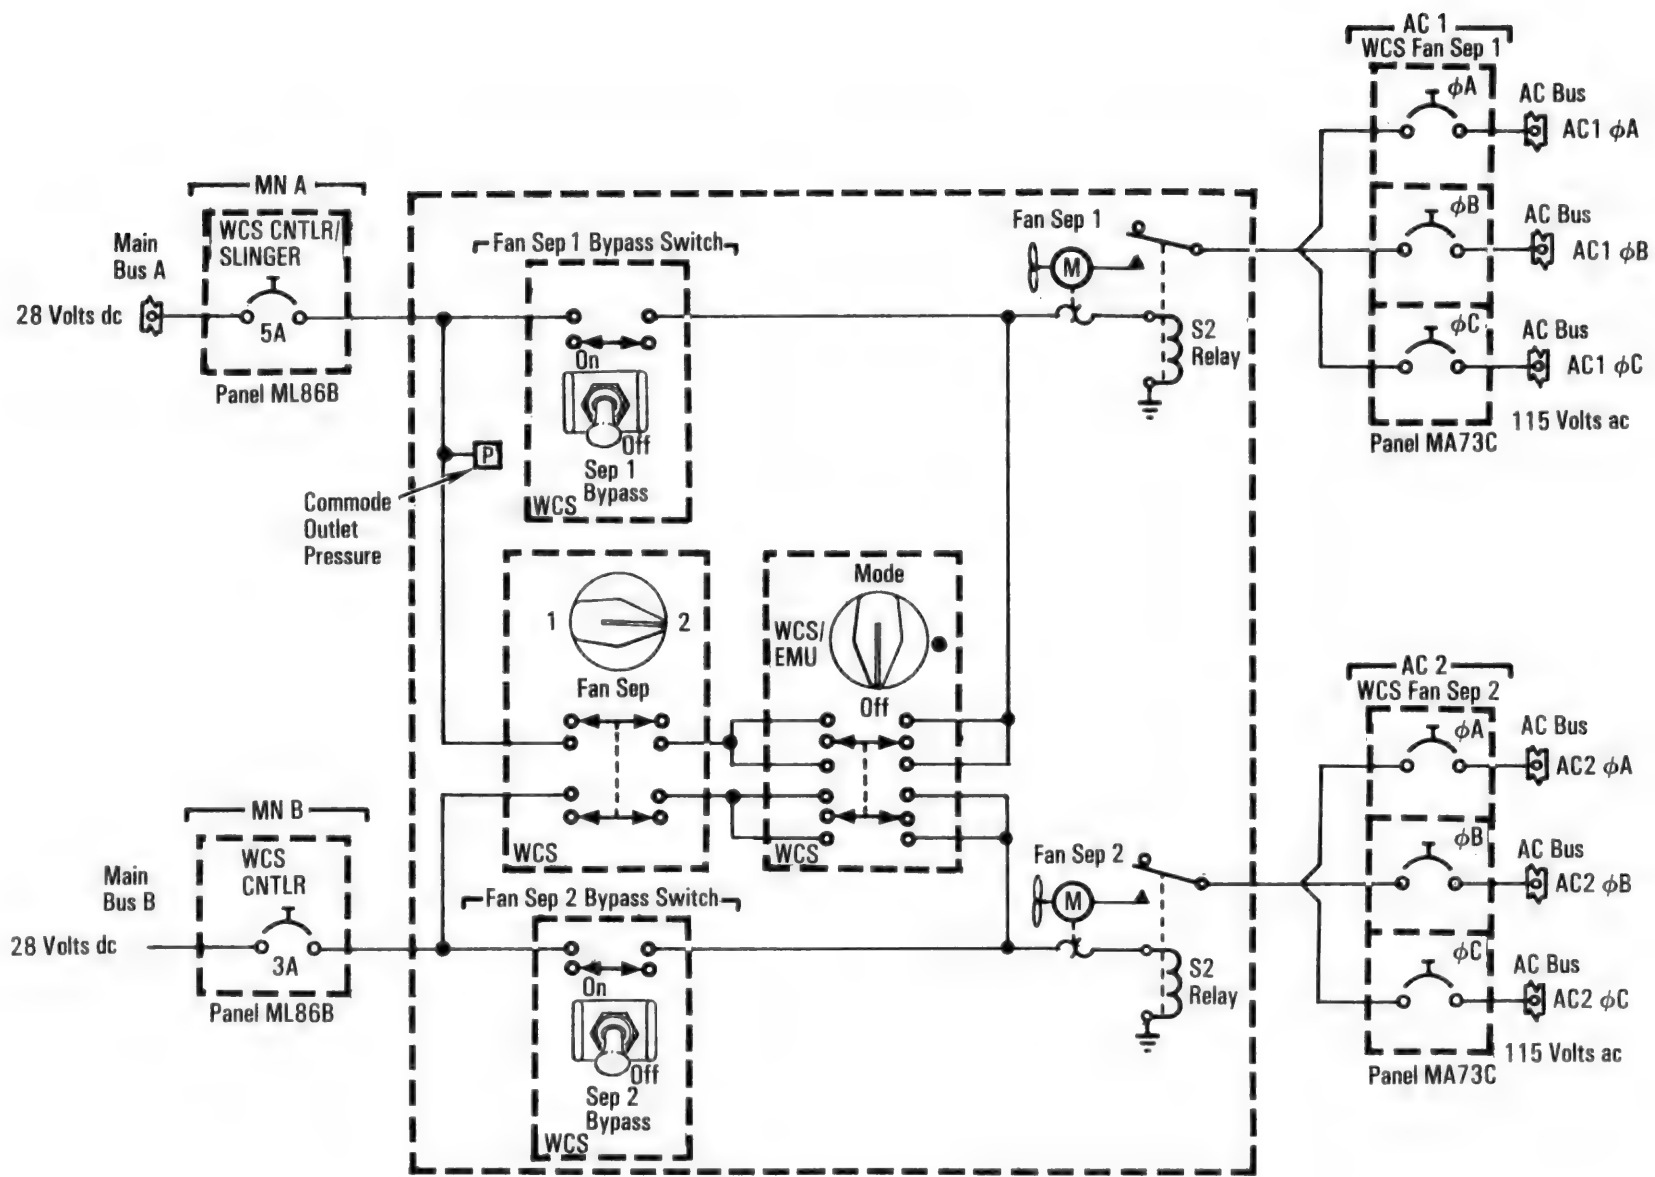 AC 1
WCS Fan Sep 1
ϕA
AC Bus
AC1 ϕA
ϕB
AC Bus
AC1 ϕB
ϕC
AC Bus
AC1 ϕC
115 Volts ac
Panel MA73C
MN A
WCS CNTLR/
SLINGER
5A
Panel ML86B
Main
Bus A
28 Volts dc
Fan Sep 1 Bypass Switch
On
Off
Sep 1
Bypass
WCS
Fan Sep 1
M
S2
Relay
P
Commode
Outlet
Pressure
1
2
Fan Sep
WCS
Mode
WCS/
EMU
Off
WCS
AC 2
WCS Fan Sep 2
ϕA
AC Bus
AC2 ϕA
ϕB
AC Bus
AC2 ϕB
ϕC
AC Bus
AC2 ϕC
115 Volts ac
Panel MA73C
MN B
WCS
CNTLR
3A
Panel ML86B
Main
Bus B
28 Volts dc
Fan Sep 2 Bypass Switch
On
Off
Sep 2
Bypass
WCS
Fan Sep 2
M
S2
Relay